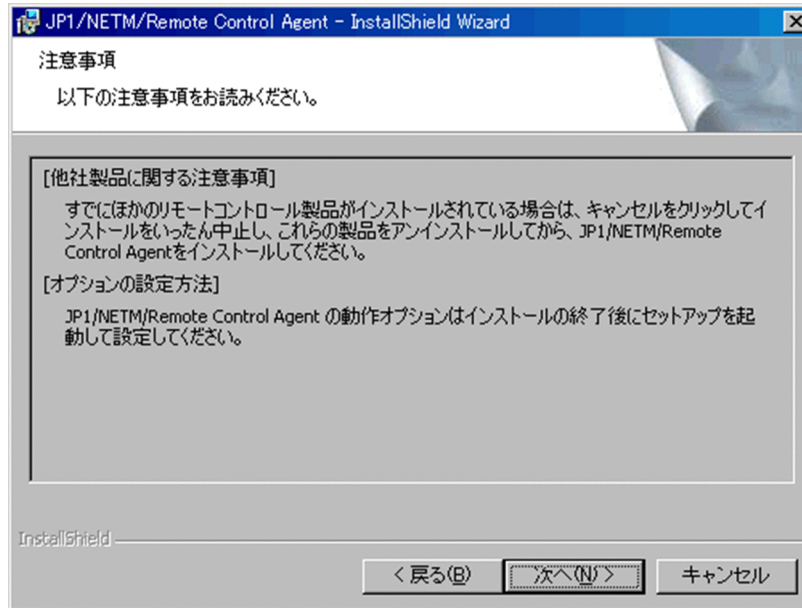 JP1/NETM/Remote Control Agent - InstallShield Wizard
注意事項
以下の注意事項をお読みください。
[他社製品に関する注意事項]
すでにほかのリモートコントロール製品がインストールされている場合は、キャンセルをクリックしてイ
ンストールをいったん中止し、これらの製品をアンインストールしてから、JP1/NETM/Remote
Control Agentをインストールしてください。
[オプションの設定方法]
JP1/NETM/Remote Control Agent の動作オプションはインストールの終了後にセットアップを起
動して設定してください。
InstallShield
< 戻る(B)
次へ(N) >
キャンセル